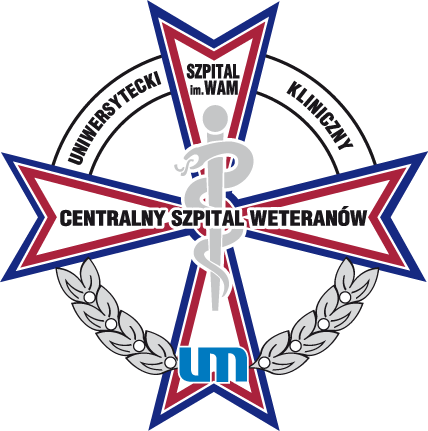 UNIWERSYTECKI
SZPITAL
im. WAM
KLINICZNY
CENTRALNY SZPITAL WETERANÓW
um